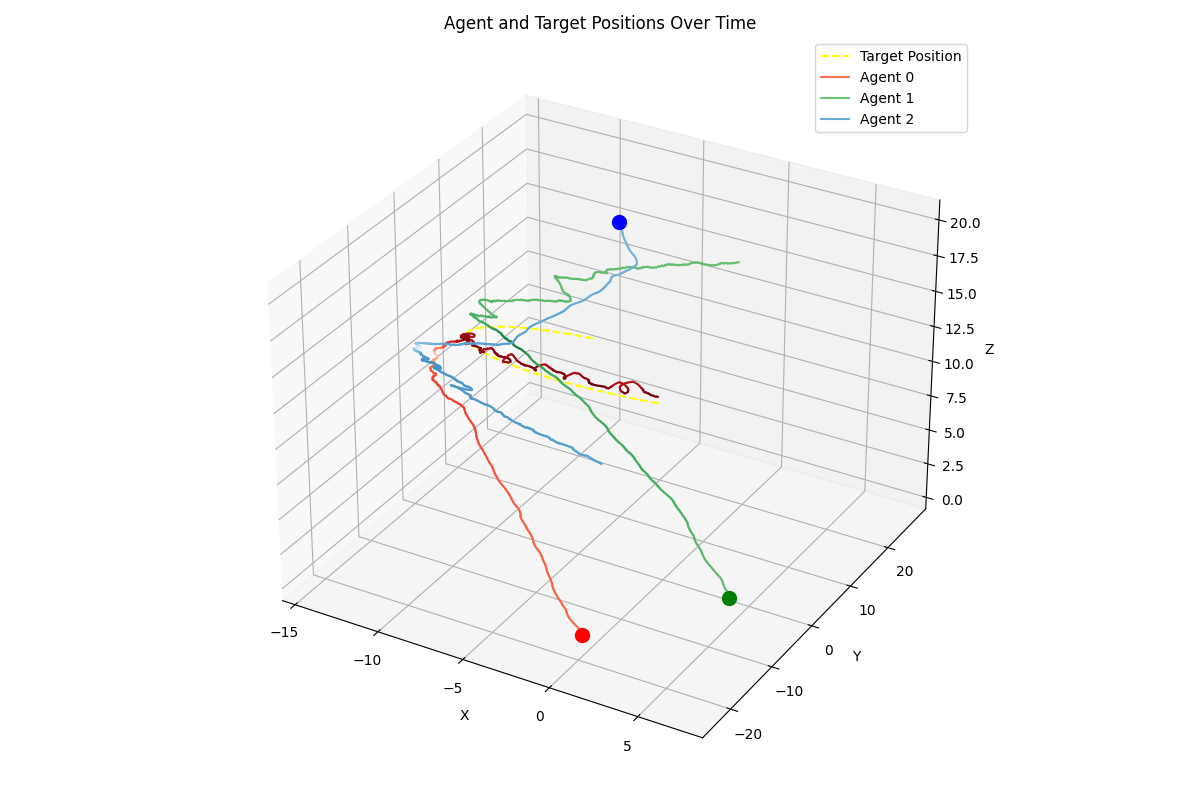 Agent and Target Positions Over Time
Target Position
Agent 0
Agent 1
Agent 2
20.0
17.5
15.0
12.5
Z
10.0
7.5
5.0
2.5
0.0
20
10
0
Y
−10
−20
−15
−10
−5
X
0
5